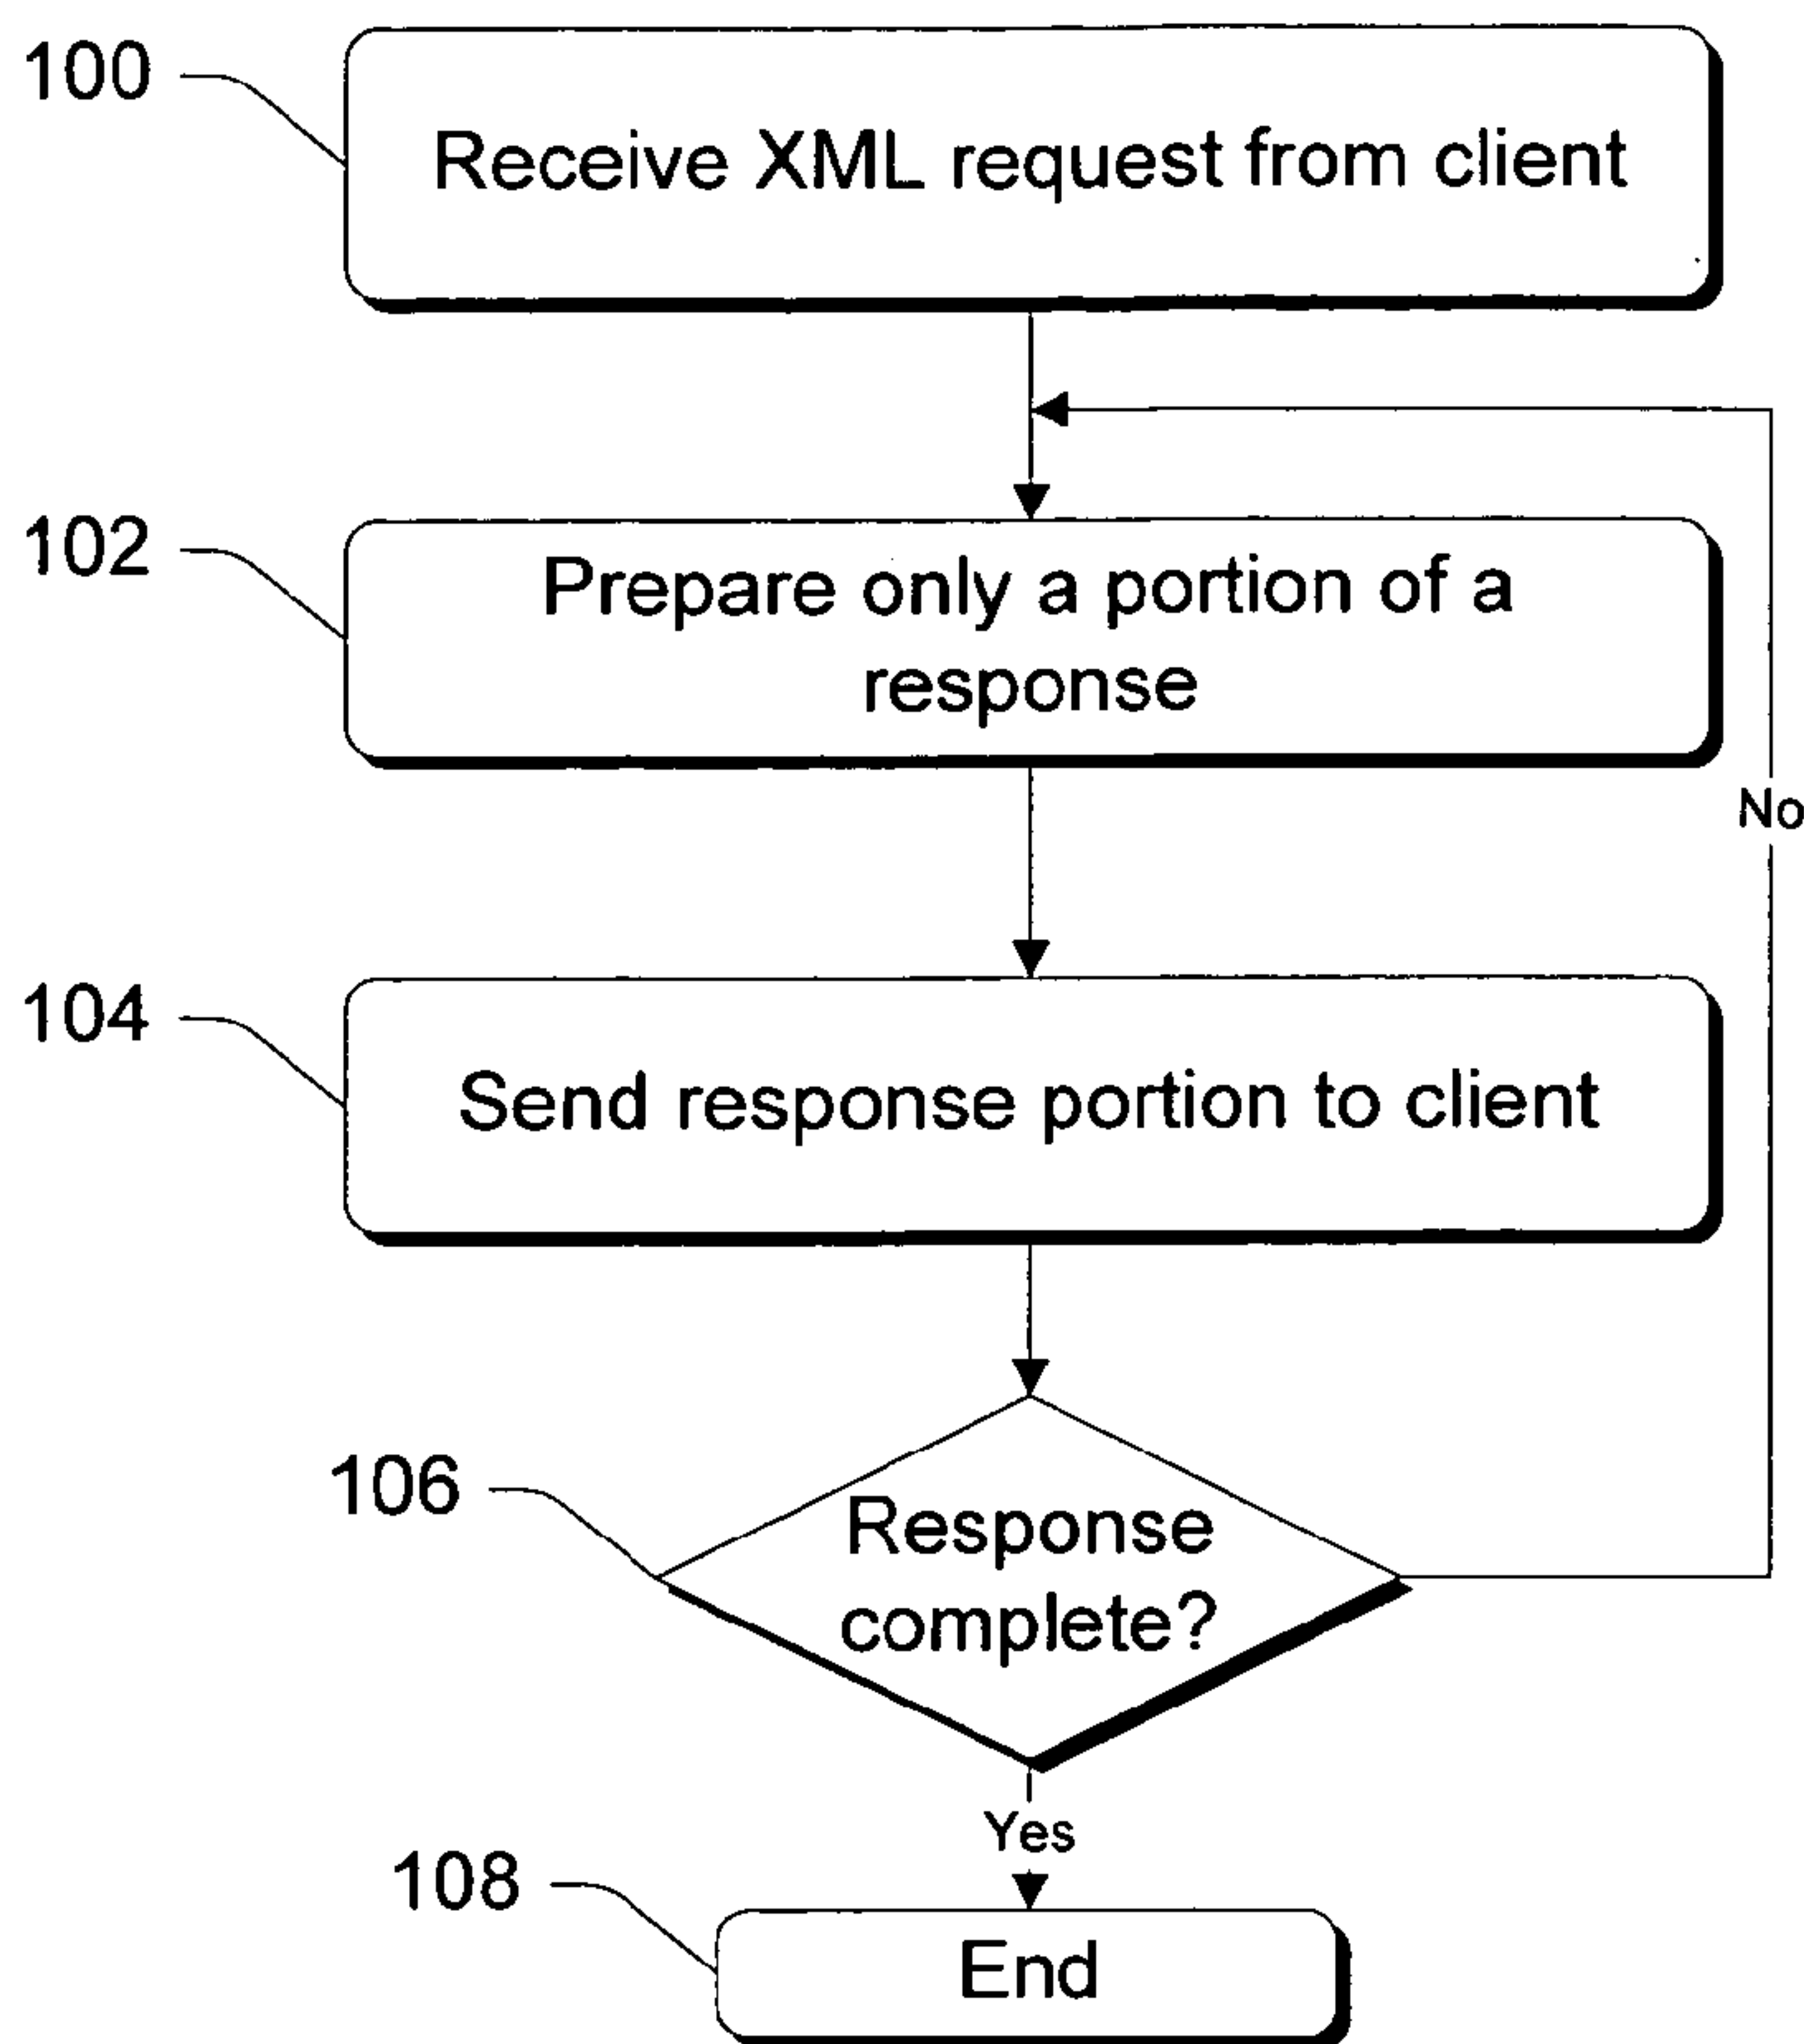 100
Receive XML request from client
102
Prepare only a portion of a
response
No
104
Send response portion to client
106
Response
complete?
Yes
108
End